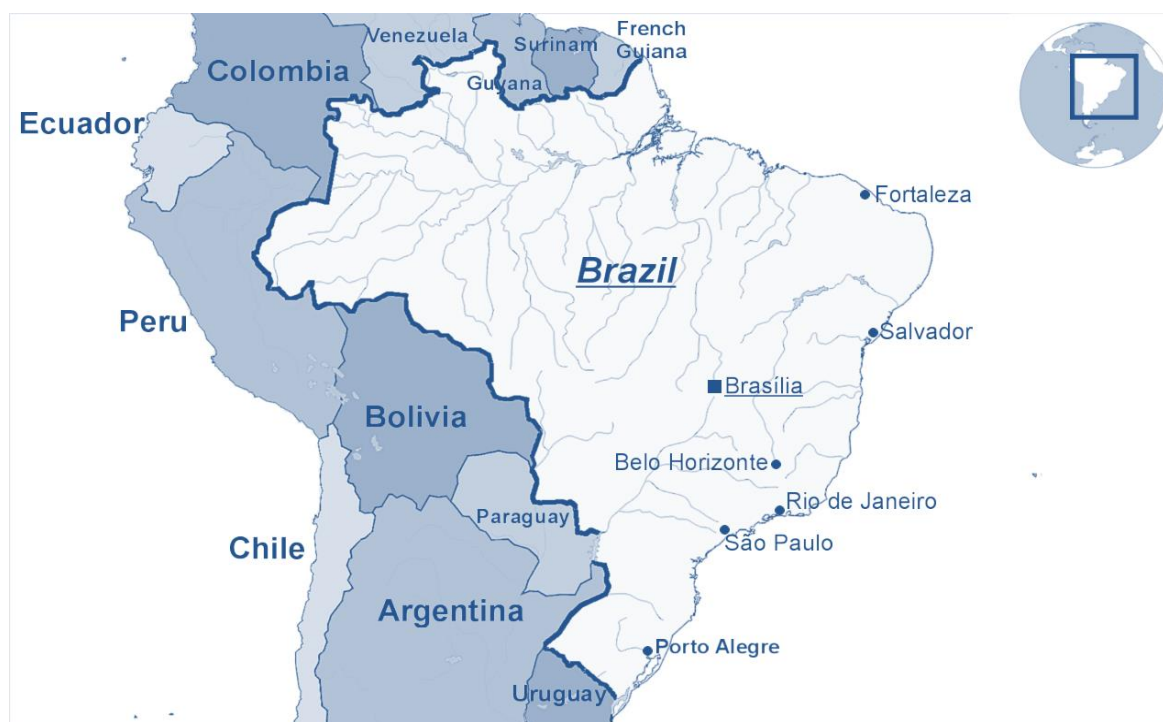 Venezuela
Surinam
French
Guiana
Colombia
Guyana
Ecuador
Fortaleza
Brazil
Peru
Salvador
Brasília
Bolivia
Belo Horizonte
Rio de Janeiro
Paraguay
São Paulo
Chile
Argentina
Porto Alegre
Uruguay